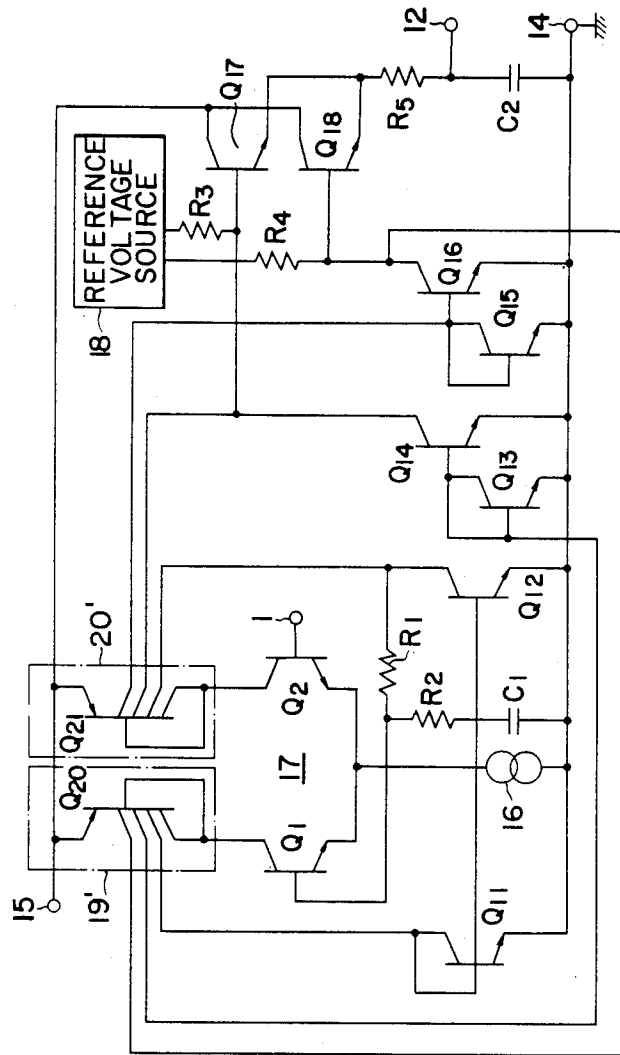 15
19'
Q20
Q21
20'
18
REFERENCE
VOLTAGE
SOURCE
Q17
R3
R4
Q18
R5
12
C2
14
Q16
Q15
Q14
Q13
Q12
1
Q2
17
Q1
R1
R2
C1
16
Q11